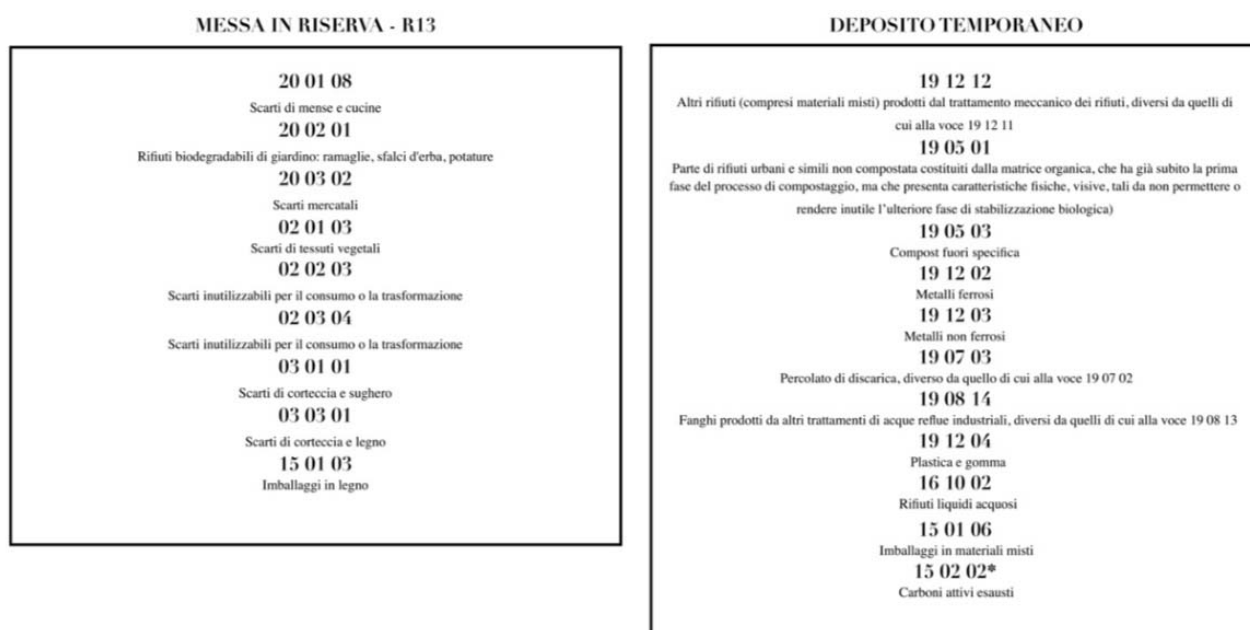 MESSA IN RISERVA - R13
20 01 08
Scarti di mense e cucine
20 02 01
Rifiuti biodegradabili di giardino: ramaglie, sfalci d'erba, potature
20 03 02
Scarti mercatali
02 01 03
Scarti di tessuti vegetali
02 02 03
Scarti inutilizzabili per il consumo o la trasformazione
02 03 04
Scarti inutilizzabili per il consumo o la trasformazione
03 01 01
Scarti di corteccia e sughero
03 03 01
Scarti di corteccia e legno
15 01 03
Imballaggi in legno
DEPOSITO TEMPORANEO
19 12 12
Altri rifiuti (compresi materiali misti) prodotti dal trattamento meccanico dei rifiuti, diversi da quelli di
cui alla voce 19 12 11
19 05 01
Parte di rifiuti urbani e simili non compostata costituiti dalla matrice organica, che ha già subito la prima
fase del processo di compostaggio, ma che presenta caratteristiche fisiche, visive, tali da non permettere o
rendere inutile l'ulteriore fase di stabilizzazione biologica)
19 05 03
Compost fuori specifica
19 12 02
Metalli ferrosi
19 12 03
Metalli non ferrosi
19 07 03
Percolato di discarica, diverso da quello di cui alla voce 19 07 02
19 08 14
Fanghi prodotti da altri trattamenti di acque reflue industriali, diversi da quelli di cui alla voce 19 08 13
19 12 04
Plastica e gomma
16 10 02
Rifiuti liquidi acquosi
15 01 06
Imballaggi in materiali misti
15 02 02*
Carboni attivi esausti